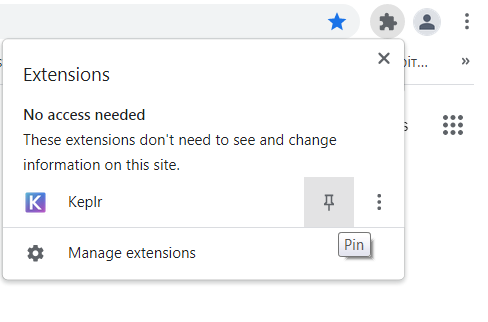 Extensions
No access needed
These extensions don't need to see and change
information on this site.
Keplr
Manage extensions
Pin
»